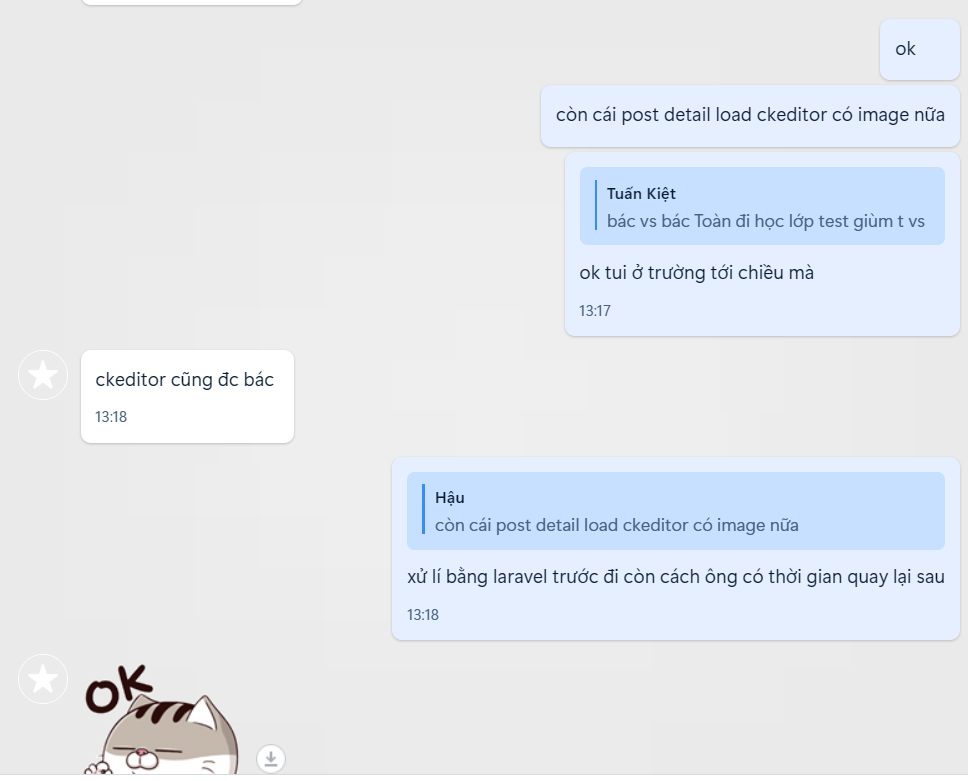 ok
còn cái post detail load ckeditor có image nữa
Tuấn Kiệt
bác vs bác Toàn đi học lớp test giùm t vs
ok tui ở trường tới chiều mà
13:17
ckeditor cũng đc bác
13:18
Hậu
còn cái post detail load ckeditor có image nữa
xử lí bằng laravel trước đi còn cách ông có thời gian quay lại sau
13:18
OK